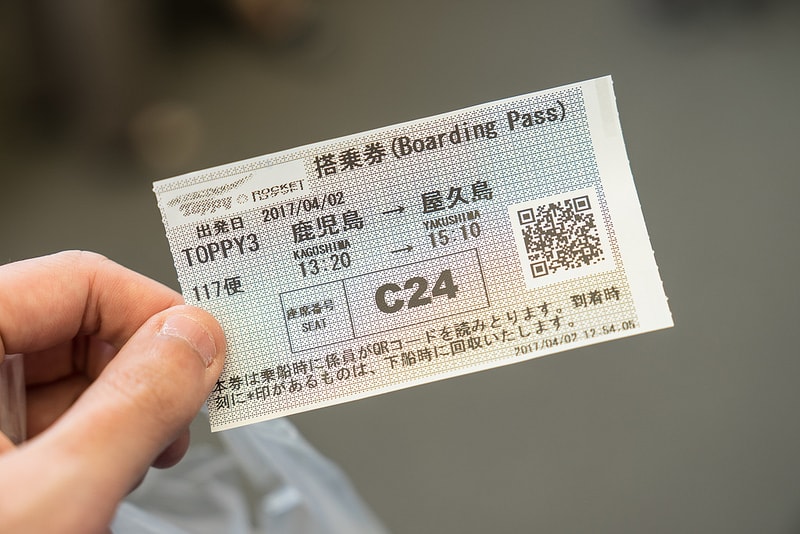 搭乗券(Boarding Pass)
Toppy ROCKET
出発日 2017/04/02
TOPPY3 鹿児島 → 屋久島
KAGOSHIMA YAKUSHIMA
117便 13:20 → 15:10
座席番号
SEAT
C24
本券は乗船時に係員がQRコードを読みとります。到着時
刻に*印があるものは、下船時に回収いたします。
2017/04/02 12:54:05